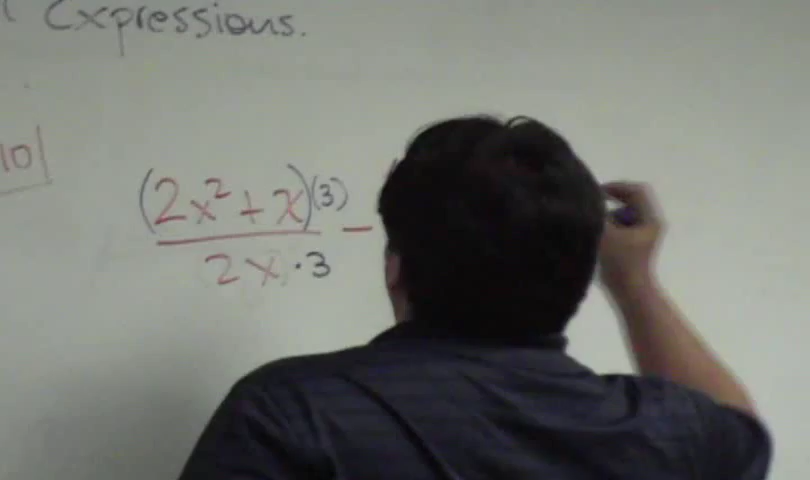 Expressions.
10
(2x² + x)(3)
2x · 3
−